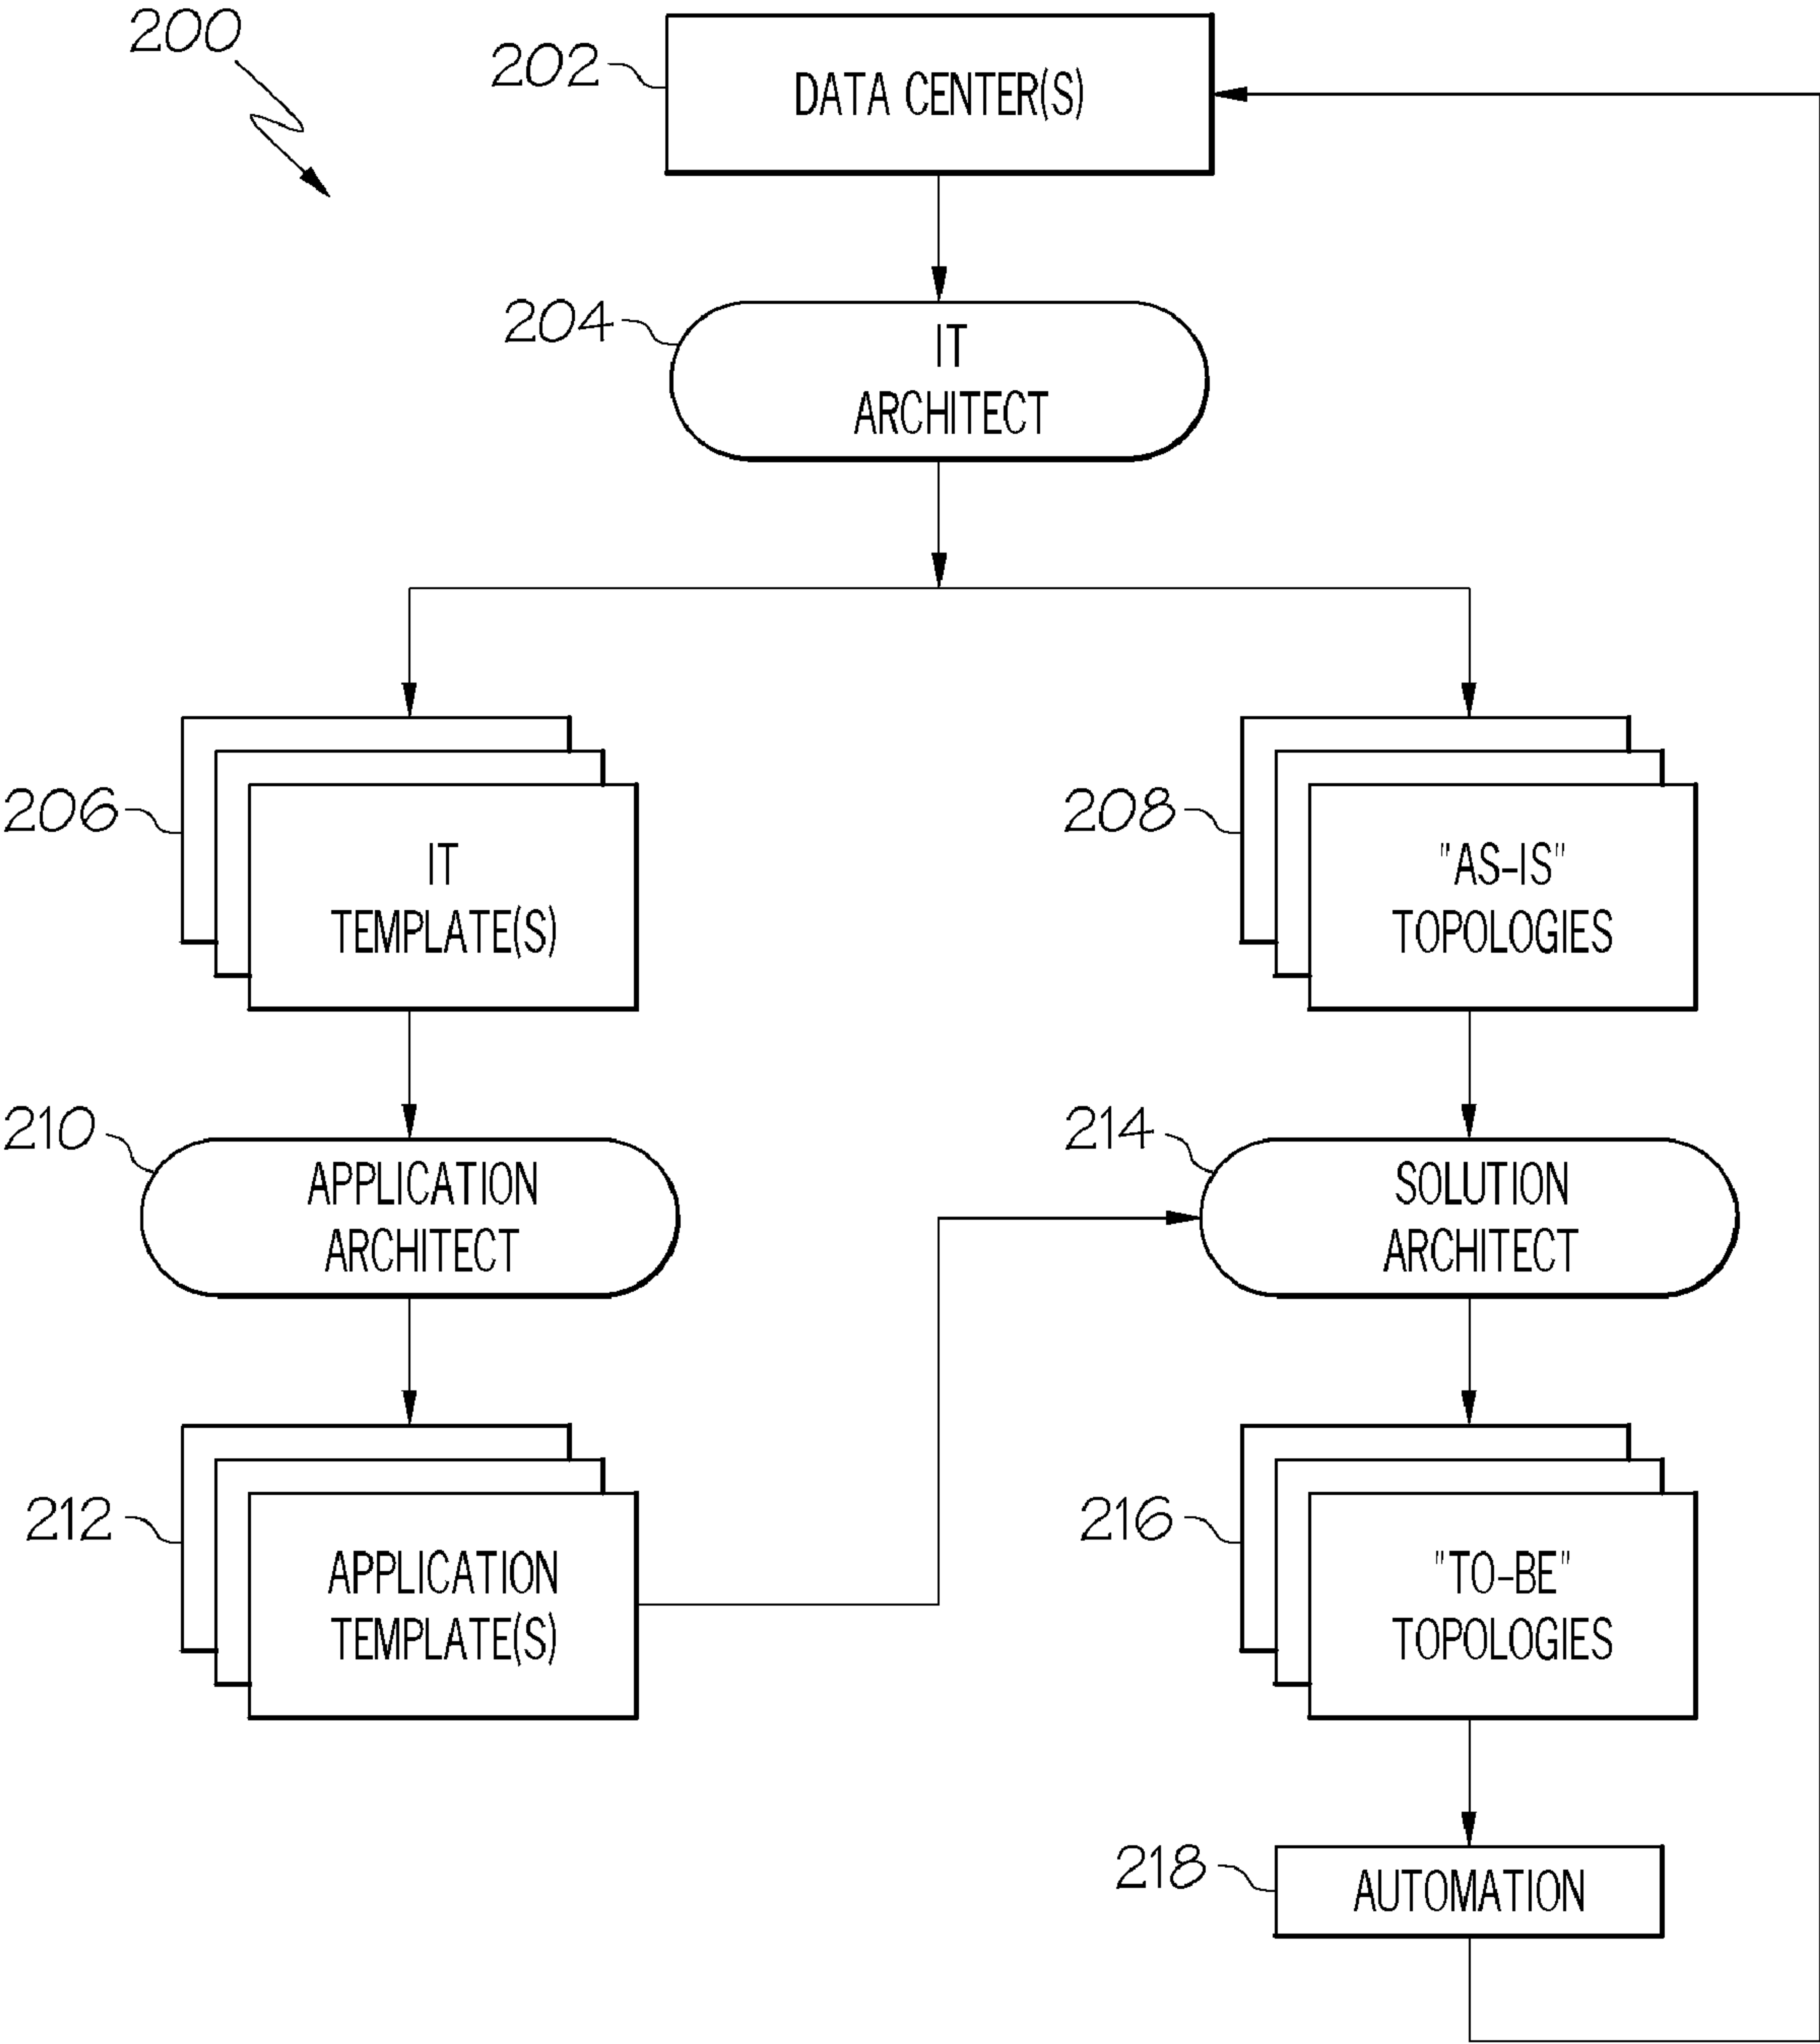 200
202
DATA CENTER(S)
204
IT
ARCHITECT
206
IT
TEMPLATE(S)
208
"AS-IS"
TOPOLOGIES
210
APPLICATION
ARCHITECT
214
SOLUTION
ARCHITECT
212
APPLICATION
TEMPLATE(S)
216
"TO-BE"
TOPOLOGIES
218
AUTOMATION